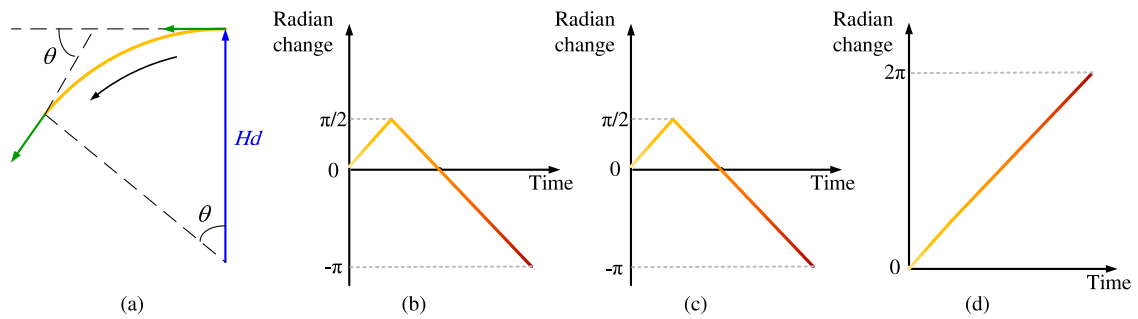 θ
θ
Hd
(a)
Radian
change
π/2
0
-π
Time
(b)
Radian
change
π/2
0
-π
Time
(c)
Radian
change
2π
0
Time
(d)